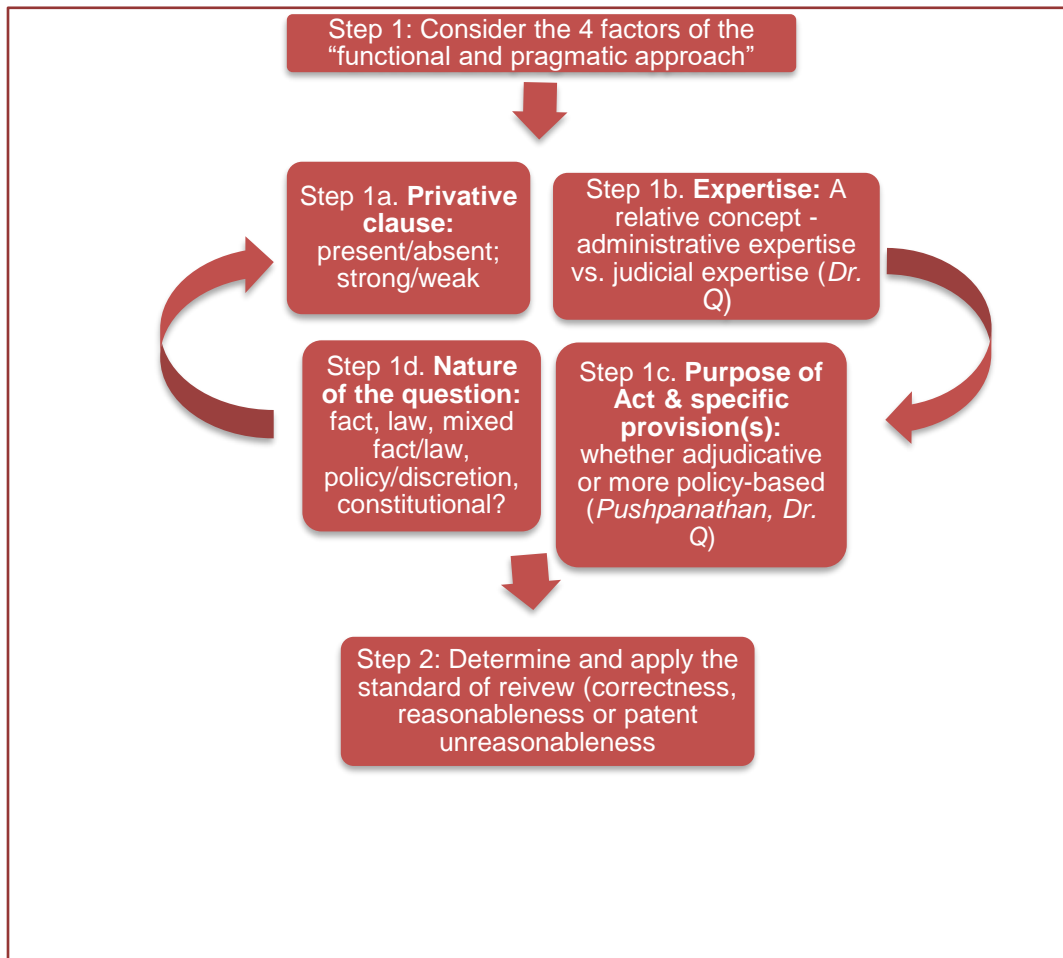 Step 1: Consider the 4 factors of the
“functional and pragmatic approach”
Step 1a. Privative
clause:
present/absent;
strong/weak
Step 1b. Expertise: A
relative concept -
administrative expertise
vs. judicial expertise (Dr.
Q)
Step 1d. Nature
of the question:
fact, law, mixed
fact/law,
policy/discretion,
constitutional?
Step 1c. Purpose of
Act & specific
provision(s):
whether adjudicative
or more policy-based
(Pushpanathan, Dr.
Q)
Step 2: Determine and apply the
standard of reivew (correctness,
reasonableness or patent
unreasonableness